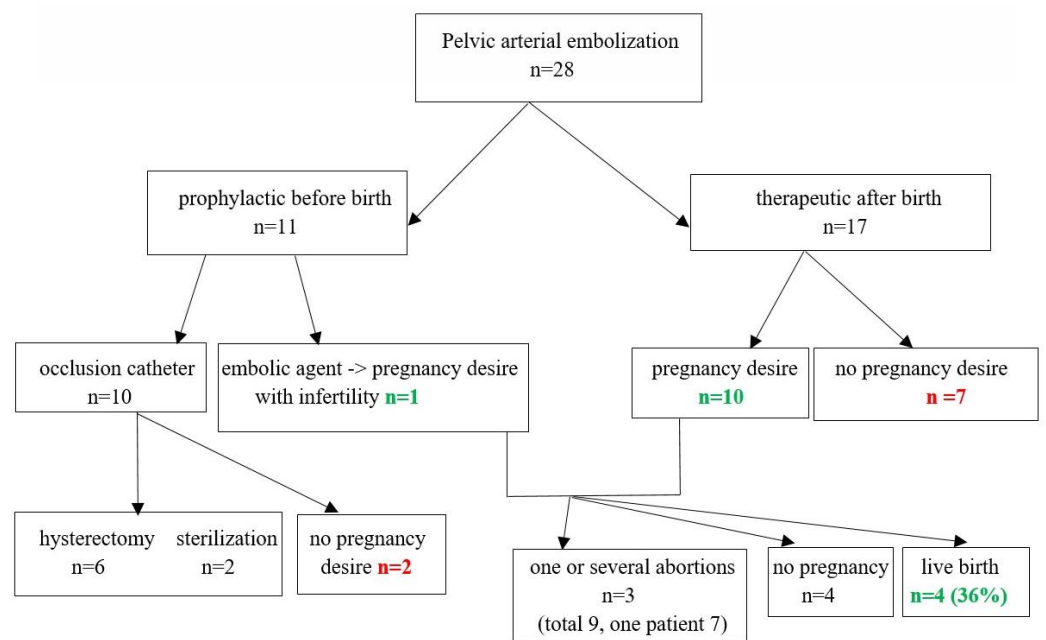 Pelvic arterial embolization
n=28
prophylactic before birth
n=11
therapeutic after birth
n=17
occlusion catheter
n=10
embolic agent -> pregnancy desire
with infertility n=1
pregnancy desire
n=10
no pregnancy desire
n =7
hysterectomy
n=6
sterilization
n=2
no pregnancy
desire n=2
one or several abortions
n=3
(total 9, one patient 7)
no pregnancy
n=4
live birth
n=4 (36%)